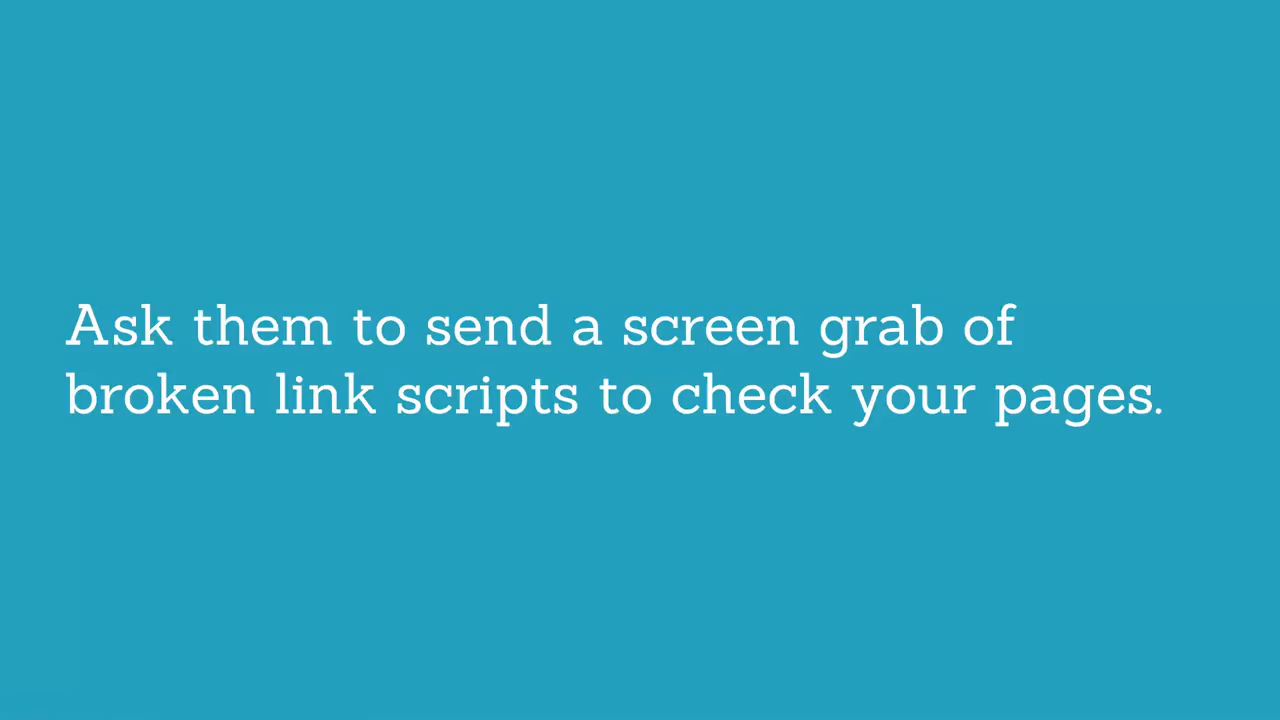 Ask them to send a screen grab of
broken link scripts to check your pages.